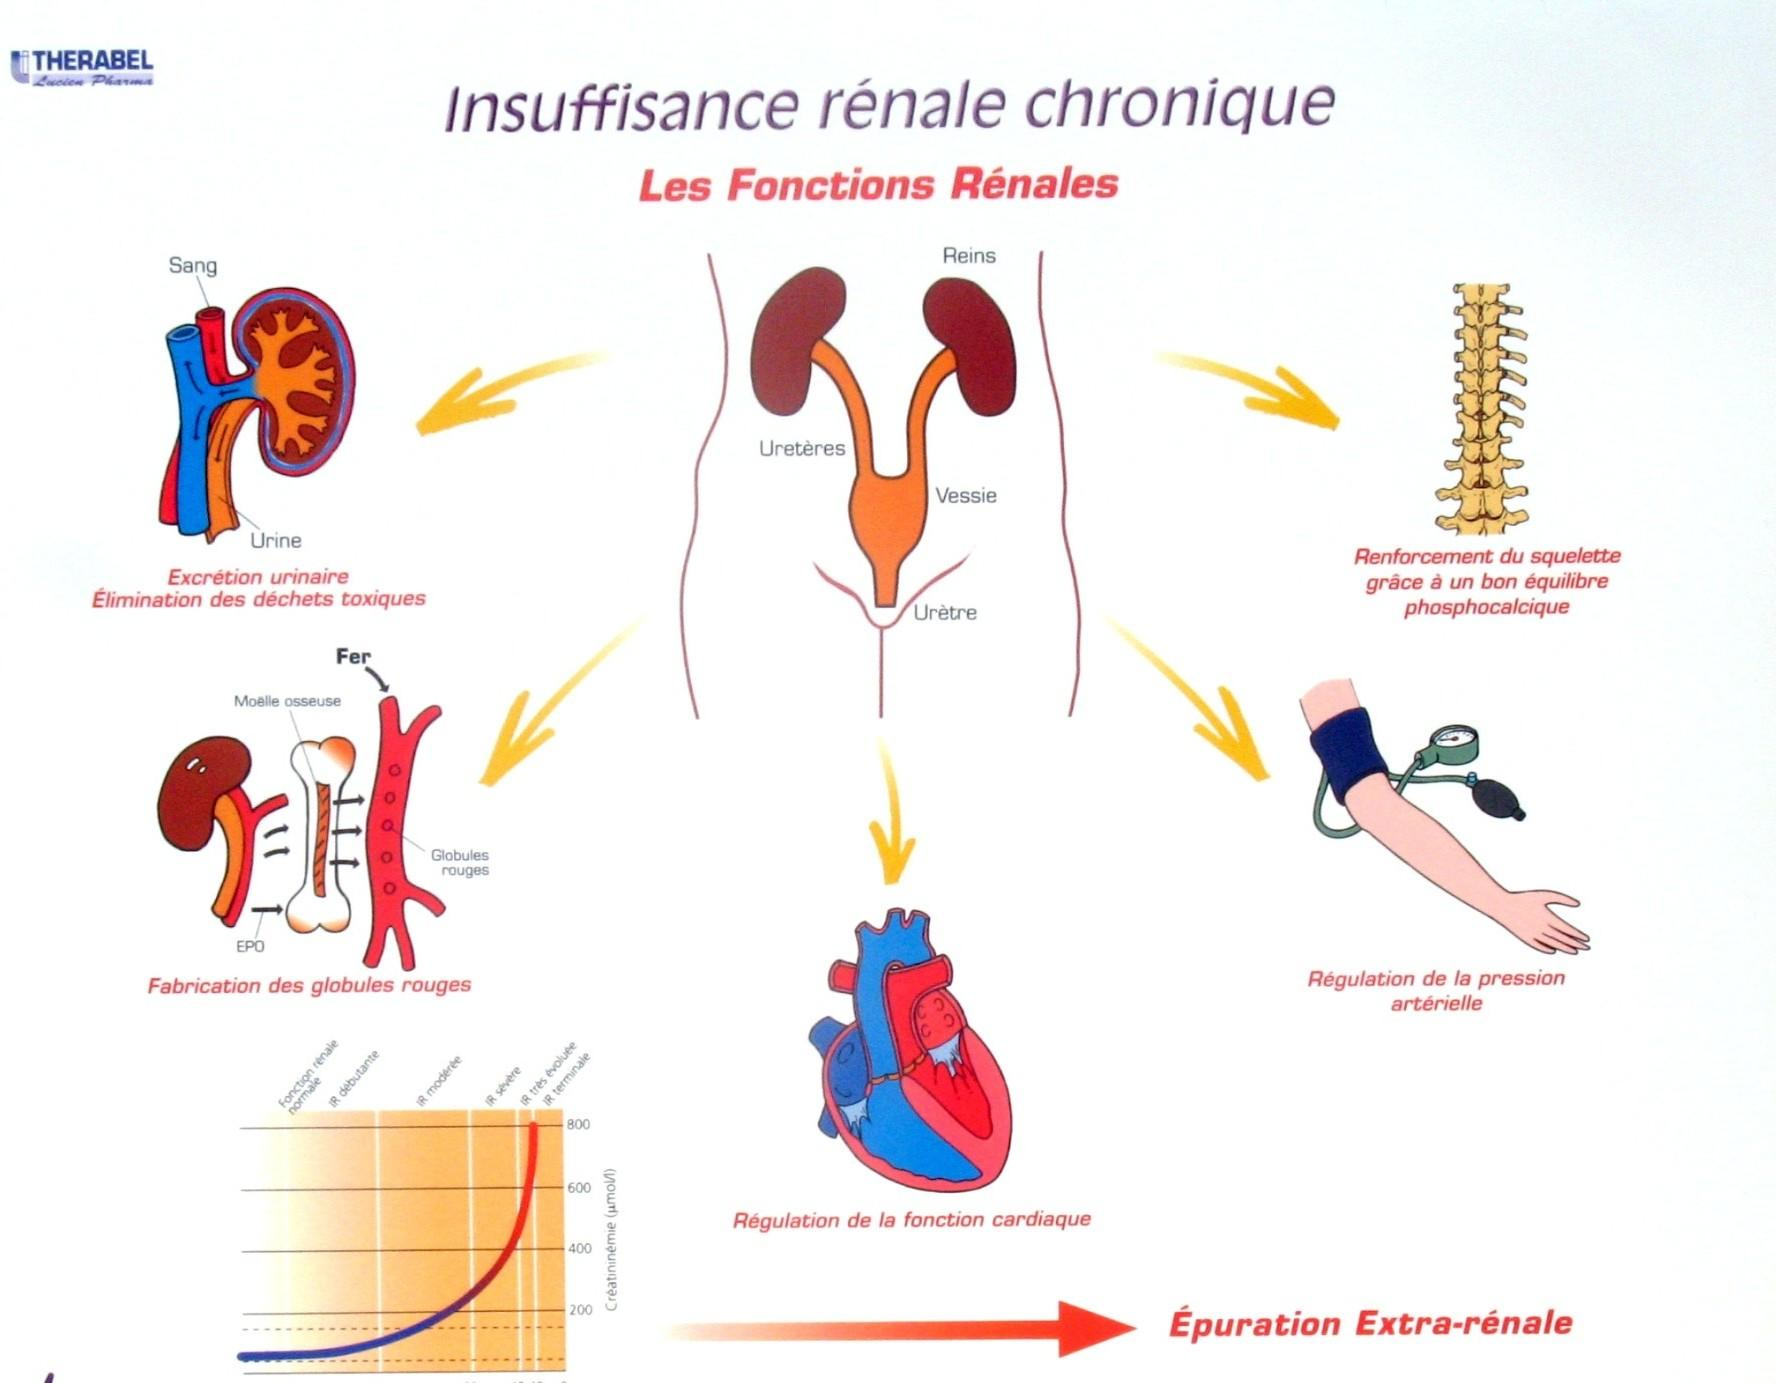 THERABEL
Lucien Pharma
Insuffisance rénale chronique
Les Fonctions Rénales
Sang
Urine
Excrétion urinaire
Élimination des déchets toxiques
Reins
Uretères
Vessie
Urètre
Renforcement du squelette
grâce à un bon équilibre
phosphocalcique
Fer
Moëlle osseuse
Globules
rouges
EPO
Fabrication des globules rouges
Régulation de la pression
artérielle
Régulation de la fonction cardiaque
Fonction rénale
normale
IR débutante
IR modérée
IR sévère
IR très évoluée
IR terminale
800
600
400
200
Créatininémie (µmol/l)
Épuration Extra-rénale